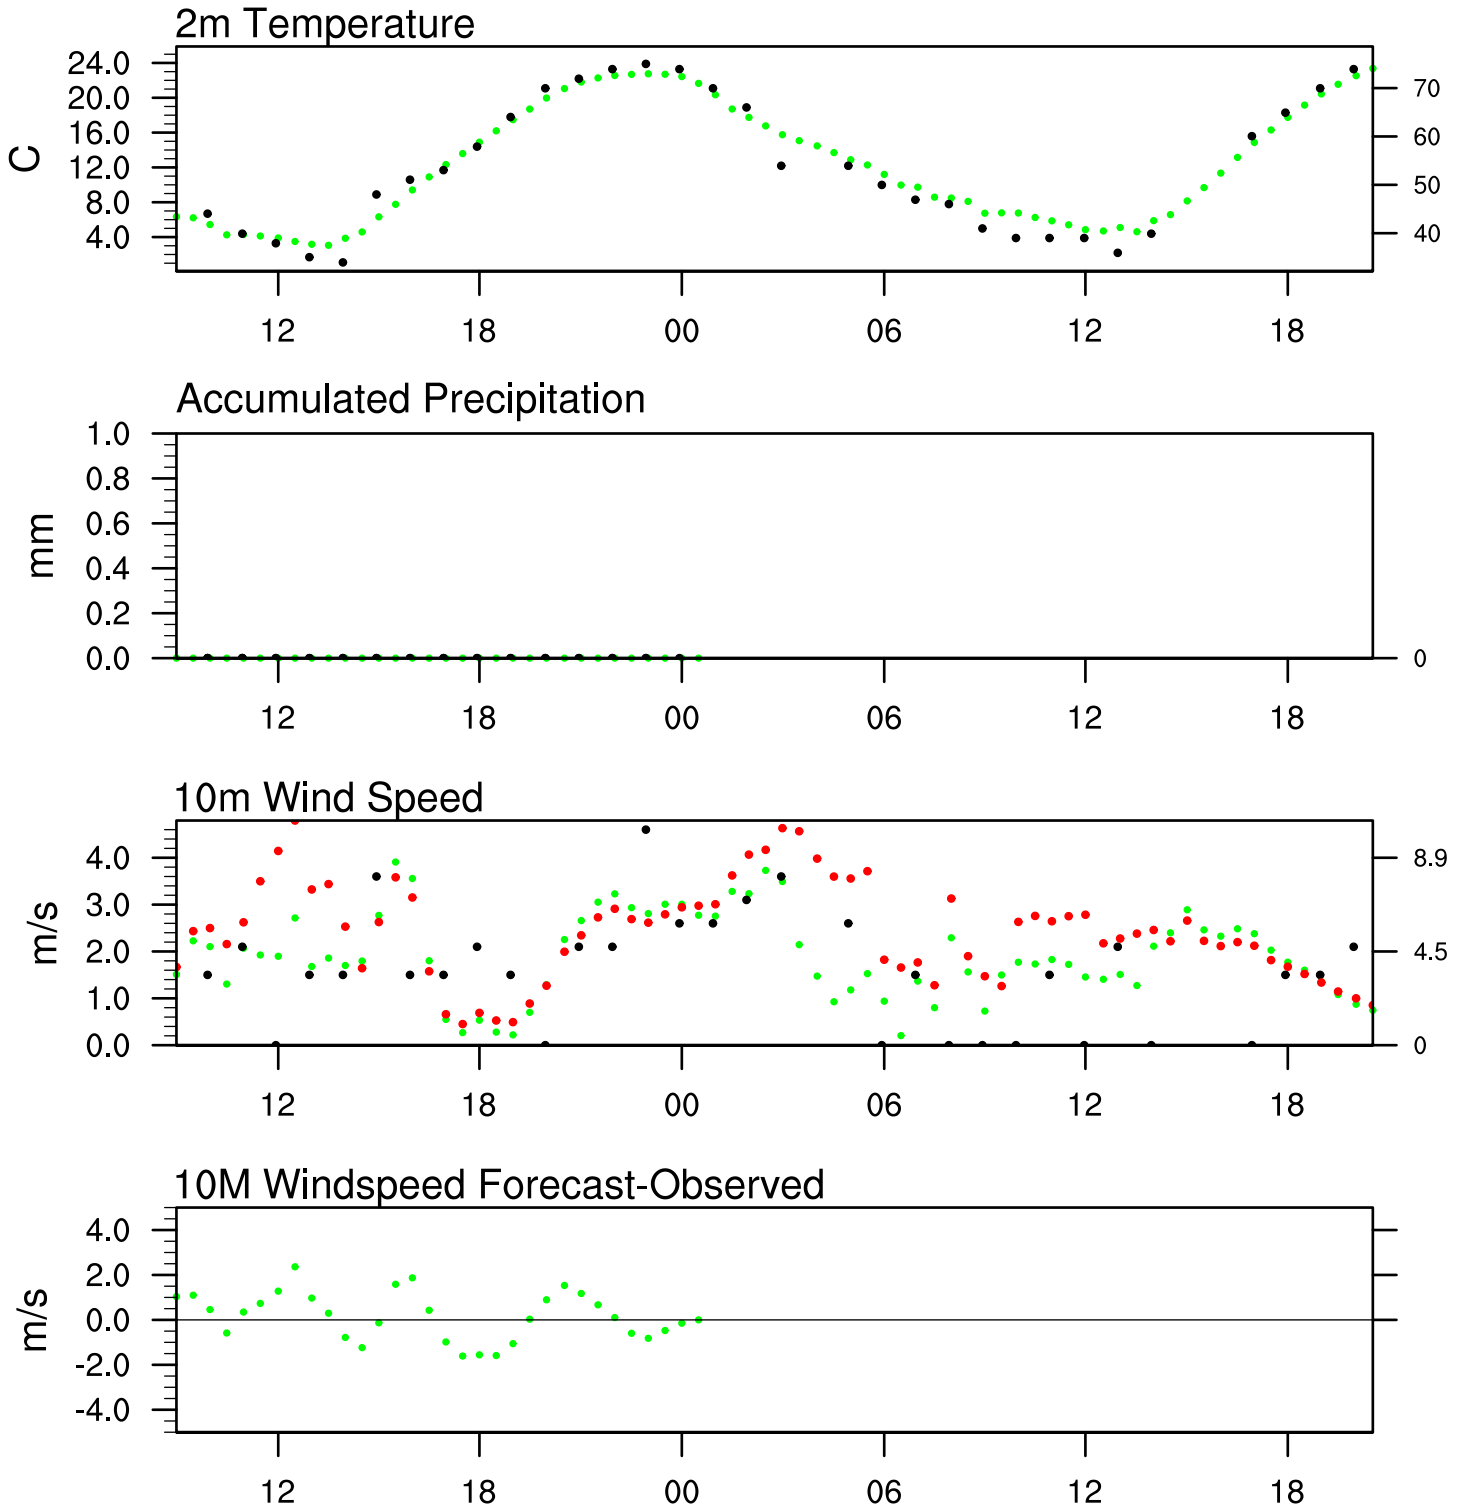 2m Temperature
24.0
20.0
16.0
12.0
8.0
4.0
C
70
60
50
40
12 18 00 06 12 18
Accumulated Precipitation
1.0
0.8
0.6
0.4
0.2
0.0
mm
0
12 18 00 06 12 18
10m Wind Speed
4.0
3.0
2.0
1.0
0.0
m/s
8.9
4.5
0
12 18 00 06 12 18
10M Windspeed Forecast-Observed
4.0
2.0
0.0
-2.0
-4.0
m/s
12 18 00 06 12 18